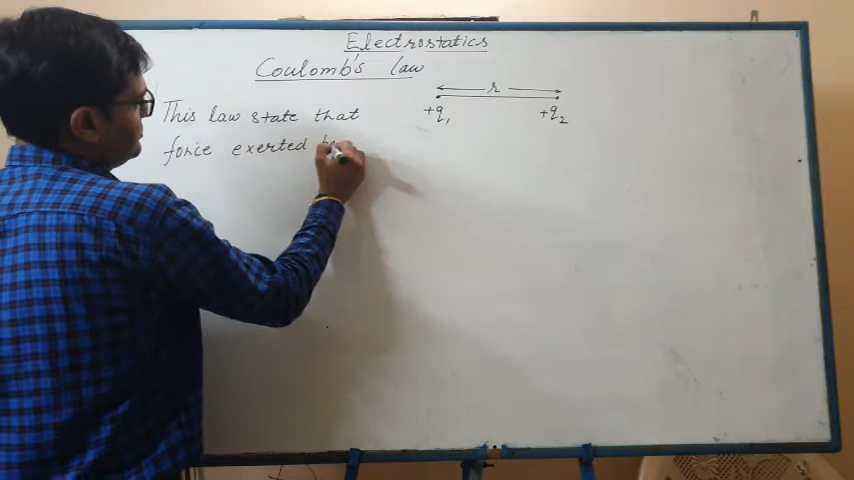 Electrostatics
Coulomb's law
r
This law state that
+q1
+q2
force exerted